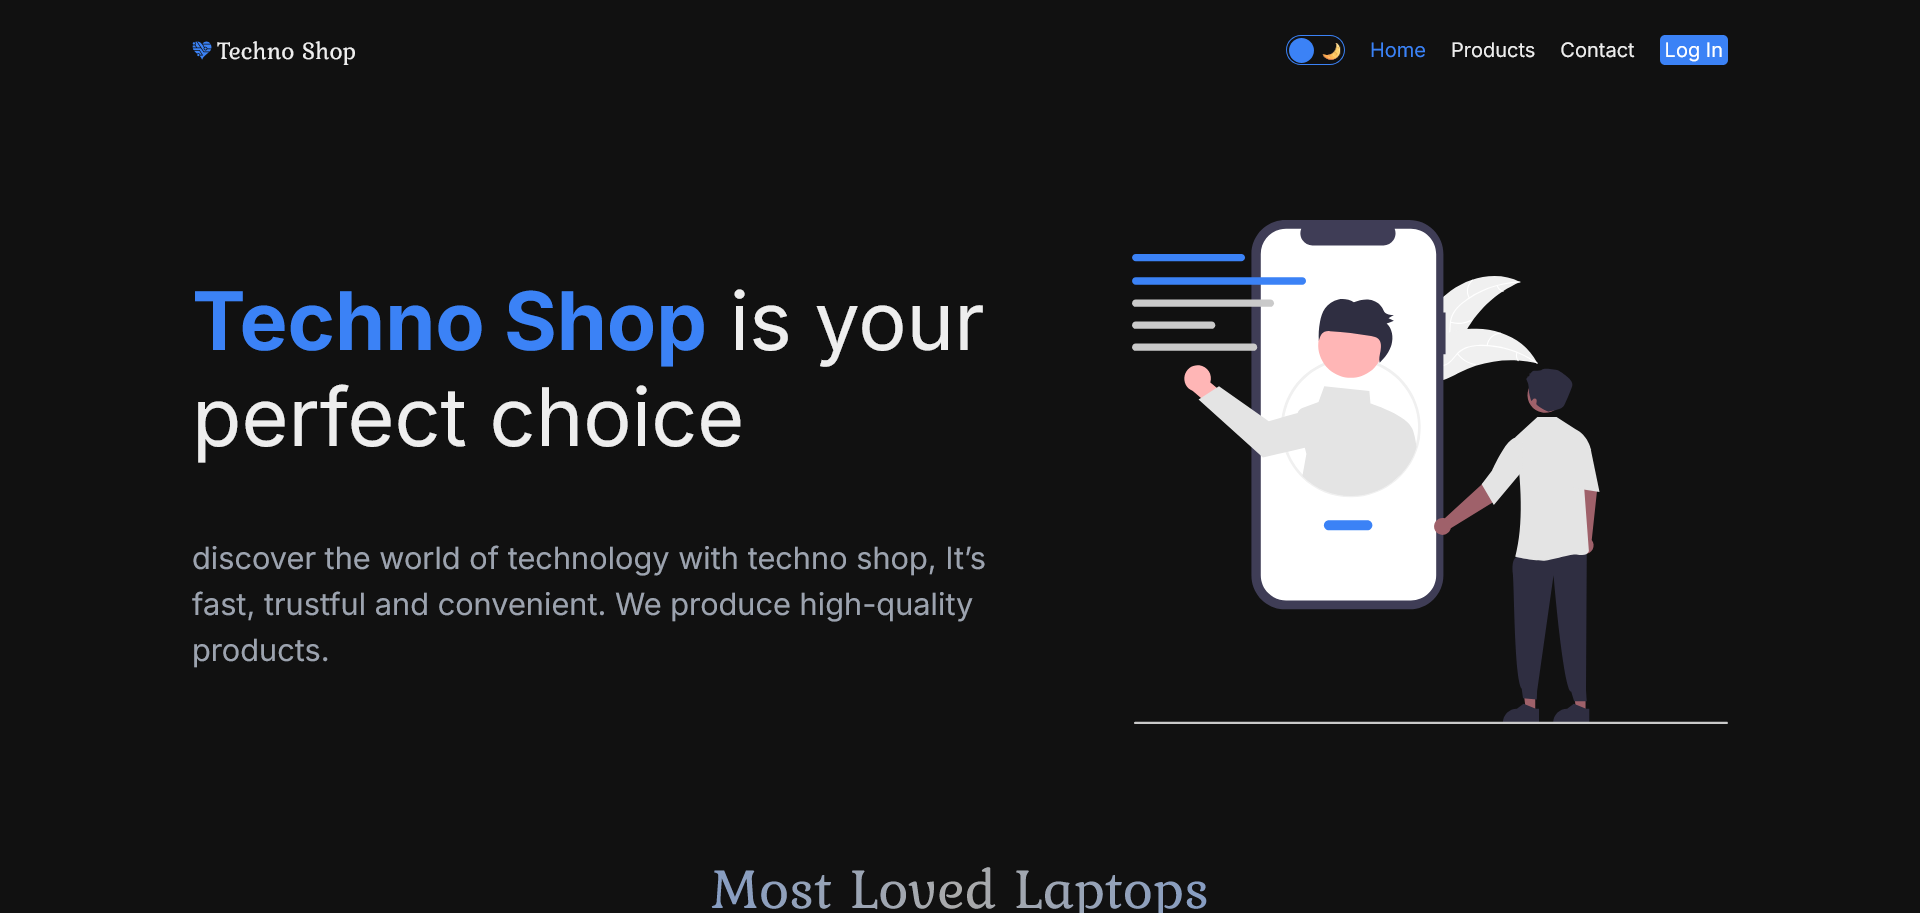 Techno Shop
Home Products Contact Log In
Techno Shop is your
perfect choice
discover the world of technology with techno shop, It’s
fast, trustful and convenient. We produce high-quality
products.
Most Loved Laptops